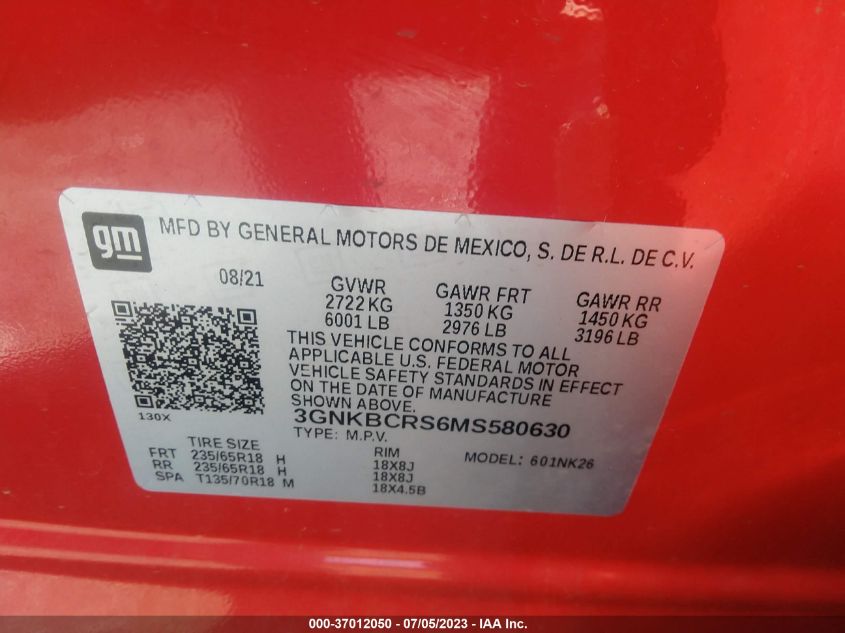 gm
MFD BY GENERAL MOTORS DE MEXICO, S. DE R.L. DE C.V.
08/21
GVWR
2722 KG
6001 LB
GAWR FRT
1350 KG
2976 LB
GAWR RR
1450 KG
3196 LB
THIS VEHICLE CONFORMS TO ALL
APPLICABLE U.S. FEDERAL MOTOR
VEHICLE SAFETY STANDARDS IN EFFECT
ON THE DATE OF MANUFACTURE
SHOWN ABOVE.
130X
3GNKBCRS6MS580630
TYPE: M.P.V.
MODEL: 601NK26
TIRE SIZE RIM
FRT 235/65R18 H 18X8J
RR 235/65R18 H 18X8J
SPA T135/70R18 M 18X4.5B
000-37012050 - 07/05/2023 - IAA Inc.